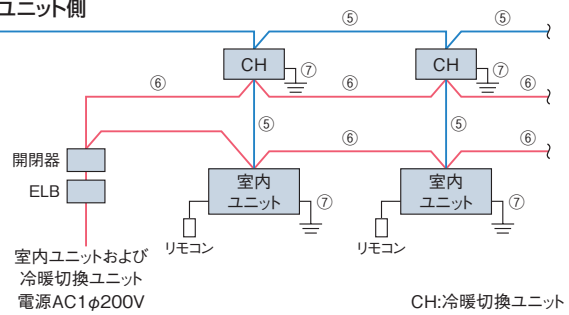 ユニット側
⑤ ⑤
CH ⑦ CH ⑦
⑥ ⑥ ⑥
⑤ ⑤
⑥ ⑥
開閉器
ELB
室内
ユニット
⑦
室内
ユニット
⑦
リモコン リモコン
室内ユニットおよび
冷暖切換ユニット
電源AC1φ200V
CH:冷暖切換ユニット